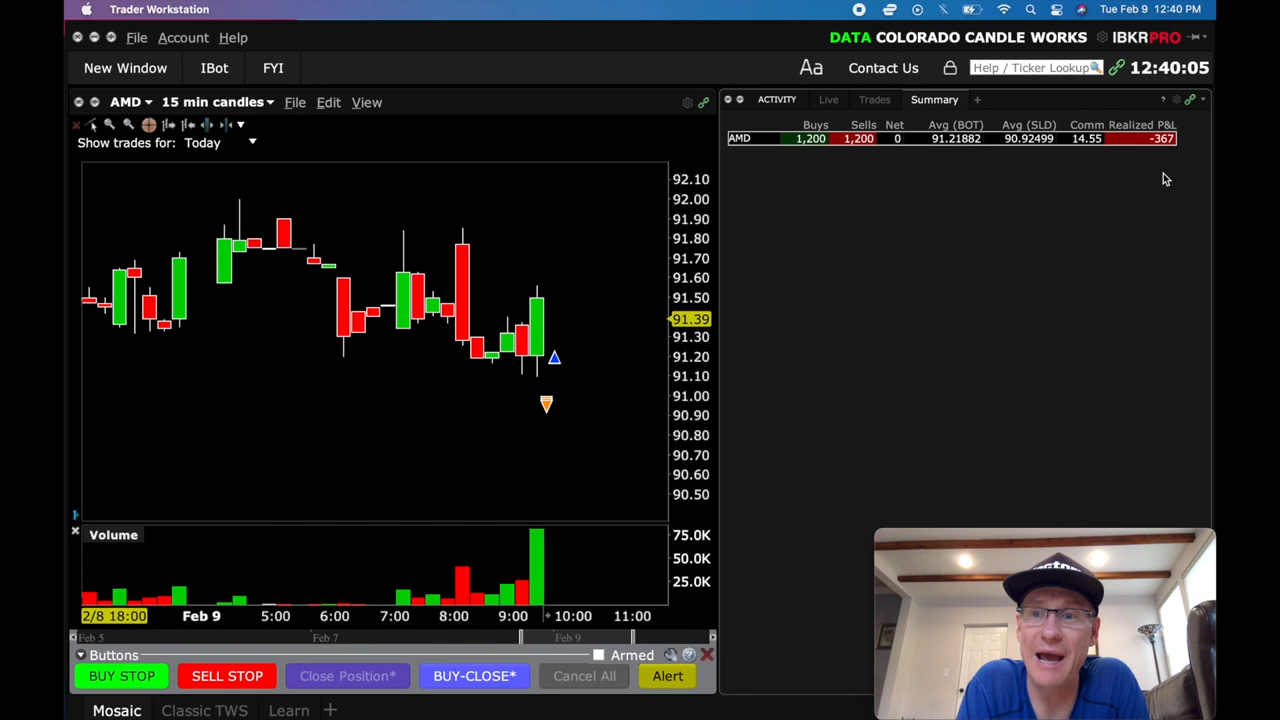 Trader Workstation
Tue Feb 9 12:40 PM
File Account Help
DATA COLORADO CANDLE WORKS IBKRPRO
New Window IBot FYI
Aa Contact Us Help / Ticker Lookup 12:40:05
AMD 15 min candles File Edit View
Show trades for: Today
92.10
92.00
91.90
91.80
91.70
91.60
91.50
91.39
91.30
91.20
91.10
91.00
90.90
90.80
90.70
90.60
90.50
Volume
75.0K
50.0K
25.0K
2/8 18:00 Feb 9 5:00 6:00 7:00 8:00 9:00 10:00 11:00
Feb 5 Feb 7 Feb 9
Buttons Armed
BUY STOP SELL STOP Close Position* BUY-CLOSE* Cancel All Alert
Mosaic Classic TWS Learn +
ACTIVITY Live Trades Summary + ?
Buys Sells Net Avg (BOT) Avg (SLD) Comm Realized P&L
AMD 1,200 1,200 0 91.21882 90.92499 14.55 -367